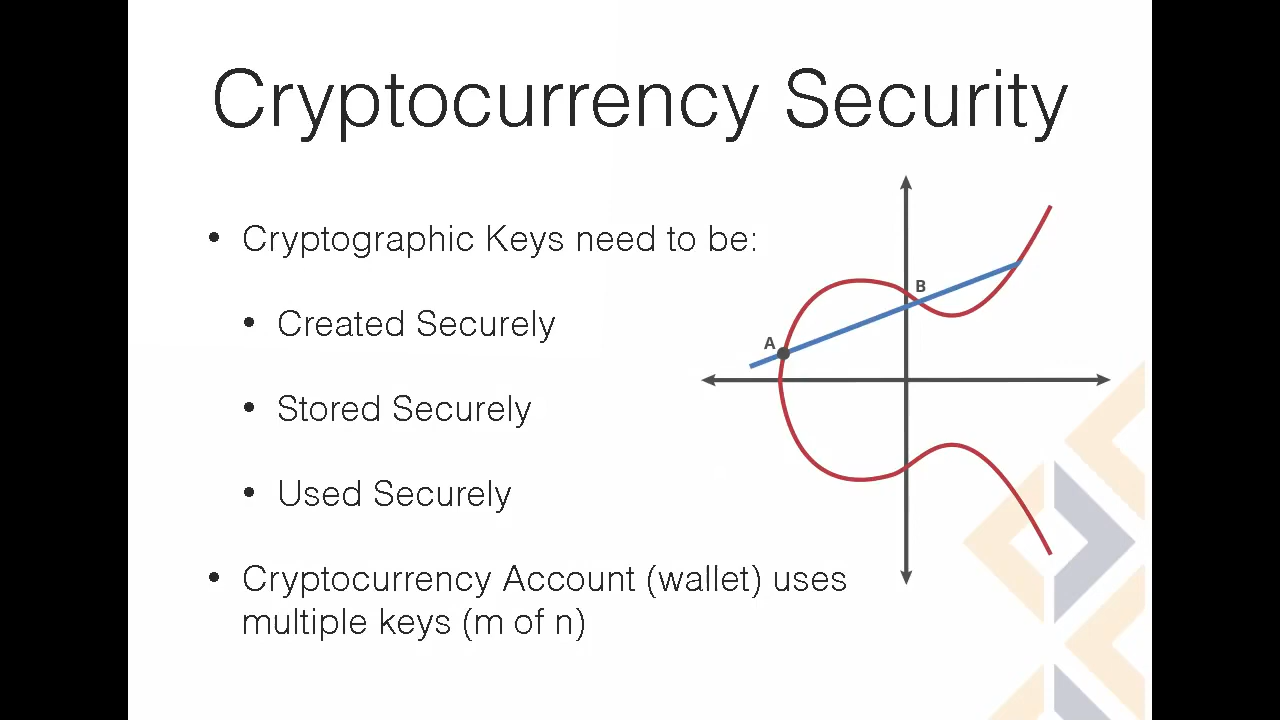 Cryptocurrency Security
• Cryptographic Keys need to be:
• Created Securely
• Stored Securely
• Used Securely
• Cryptocurrency Account (wallet) uses
multiple keys (m of n)
A
B